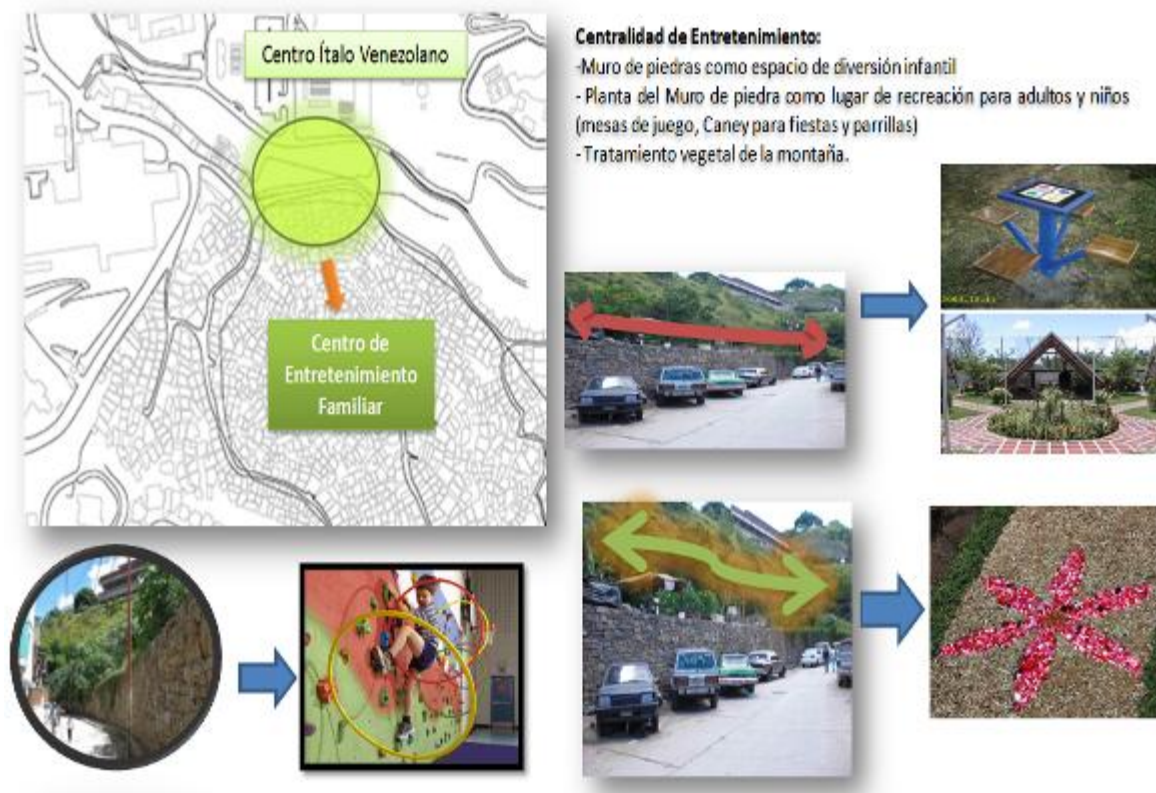 Centro Ítalo Venezolano
Centro de
Entretenimiento
Familiar
Centralidad de Entretenimiento:
-Muro de piedras como espacio de diversión infantil
- Planta del Muro de piedra como lugar de recreación para adultos y niños
(mesas de juego, Caney para fiestas y parrillas)
- Tratamiento vegetal de la montaña.